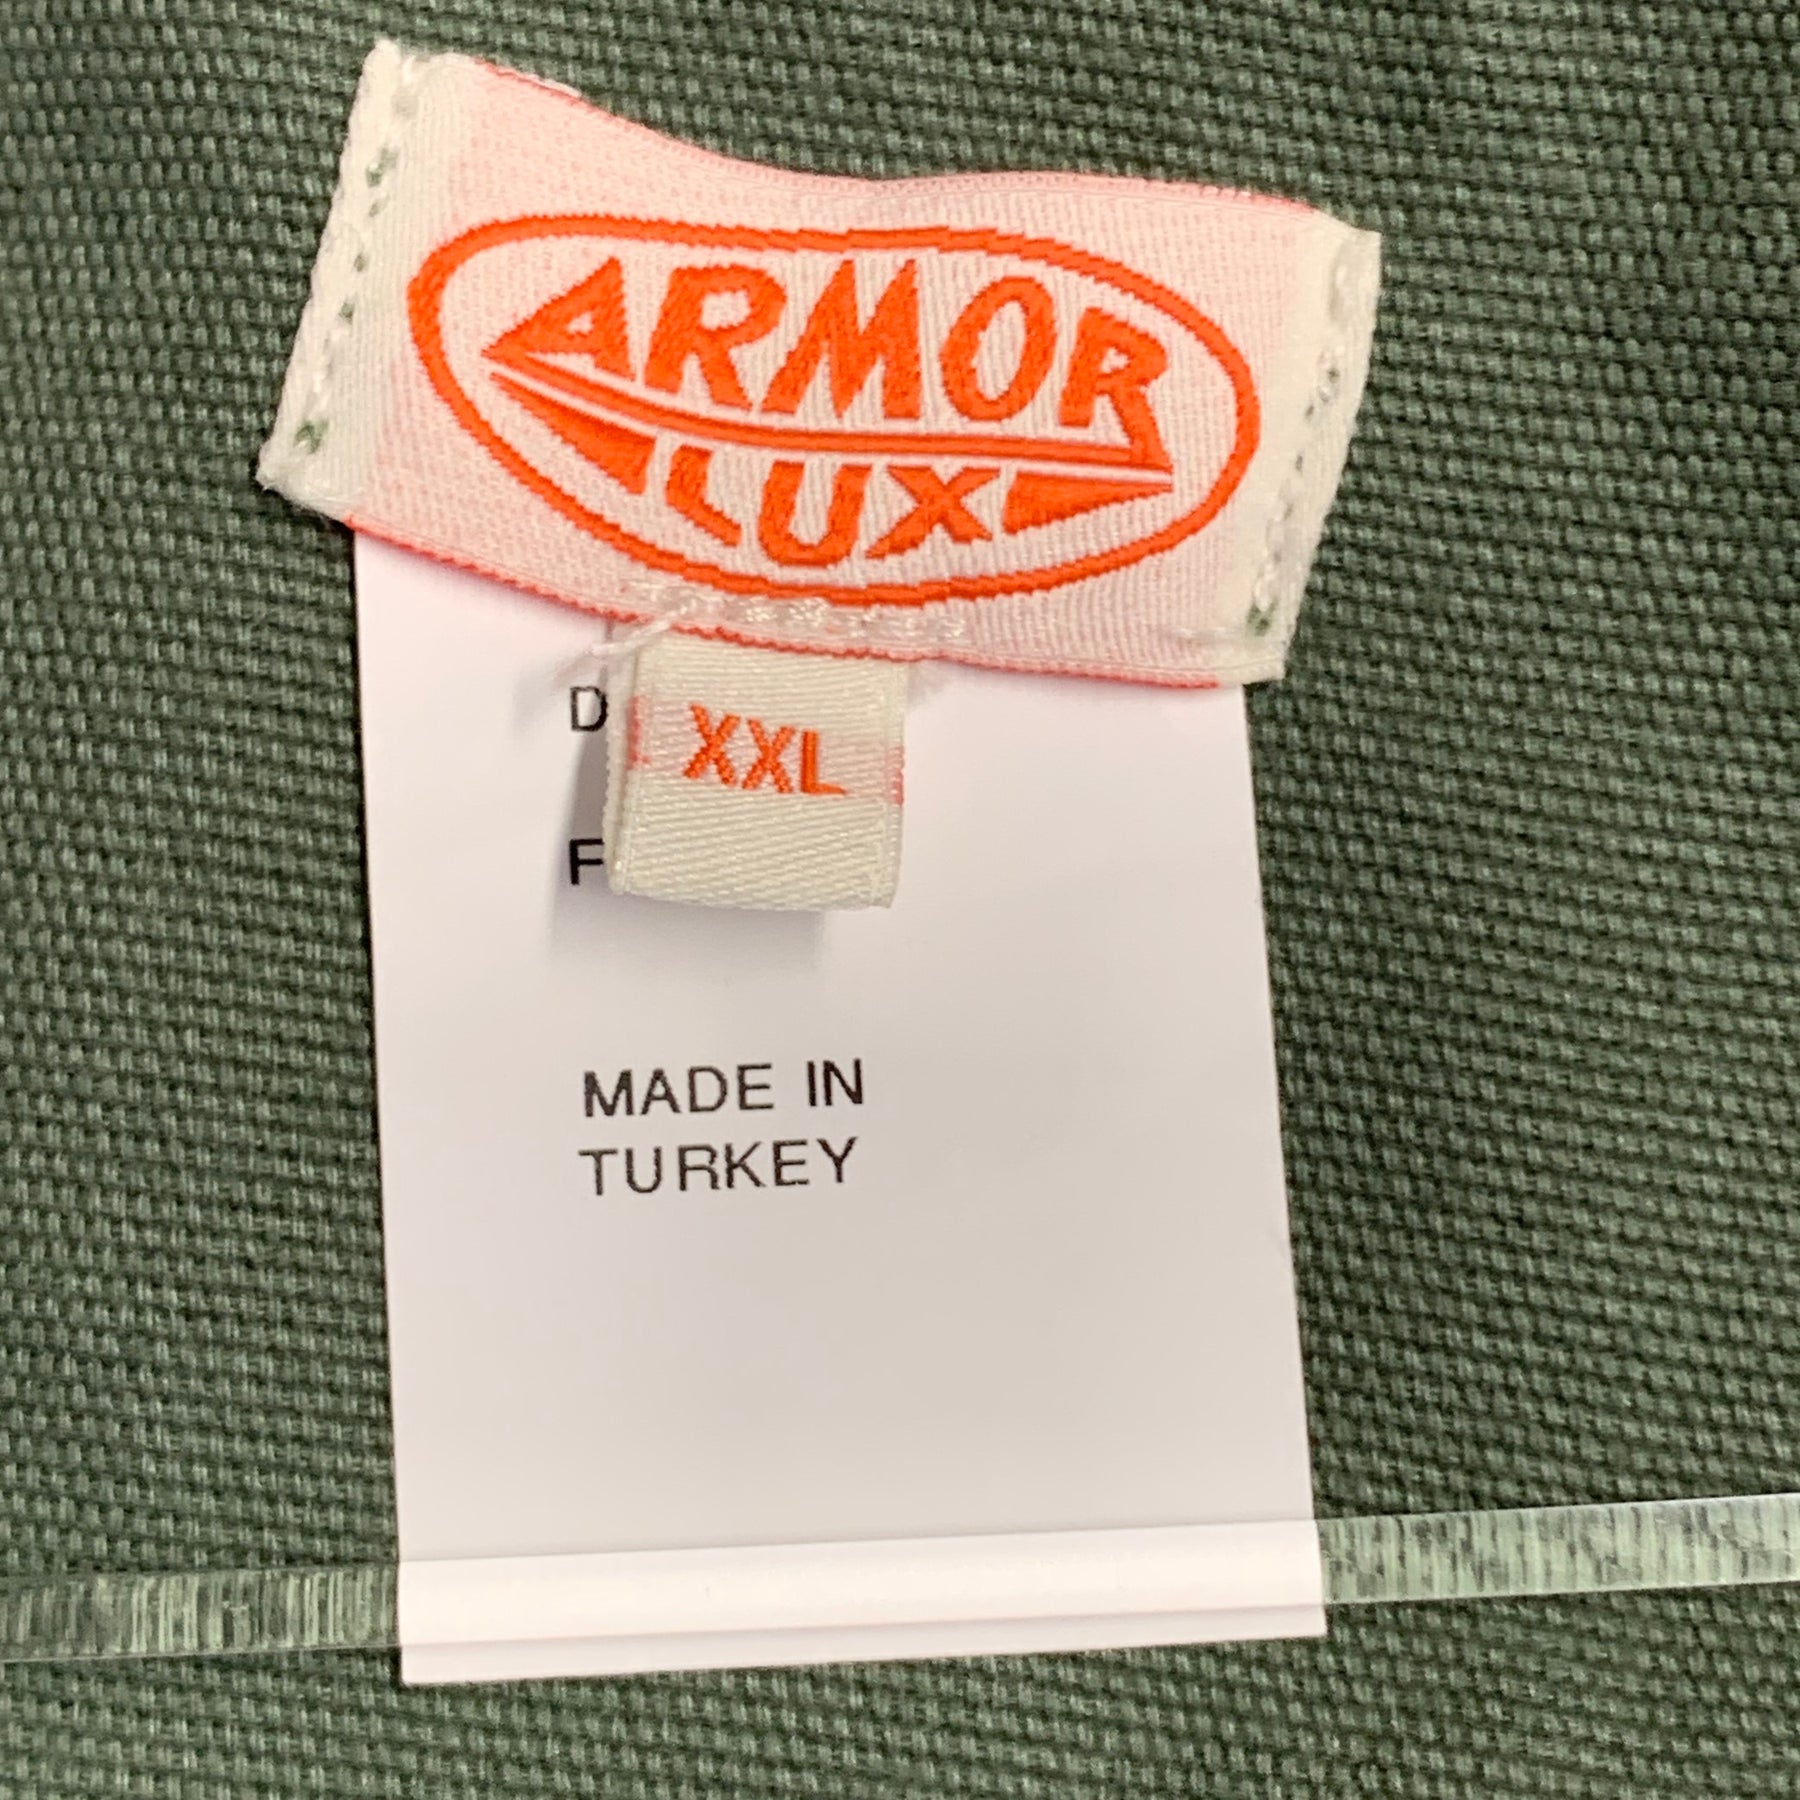 ARMOR
LUX
D
XXL
F
MADE IN
TURKEY